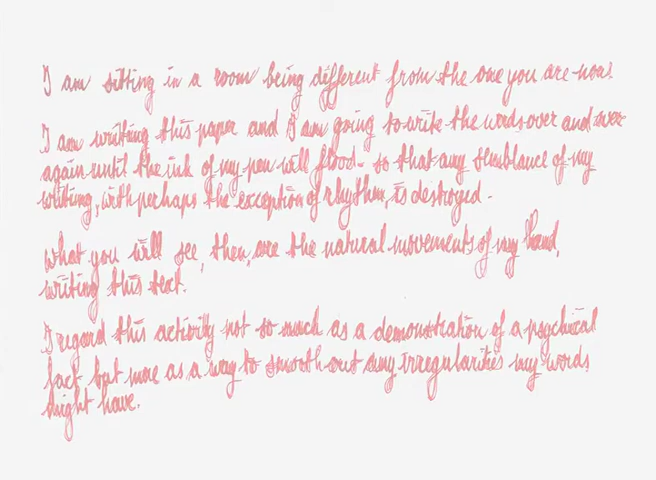 I am sitting in a room being different from the one you are now.
I am writing this paper and I am going to write the words over and over
again until the ink of my pen will flood - so that any semblance of my
writing, with perhaps the exception of rhythm, is destroyed -
What you will see, then, are the natural movements of my hand,
writing this text.
I regard this activity not so much as a demonstration of a psychical
fact but more as a way to smooth out any irregularities my words
might have.